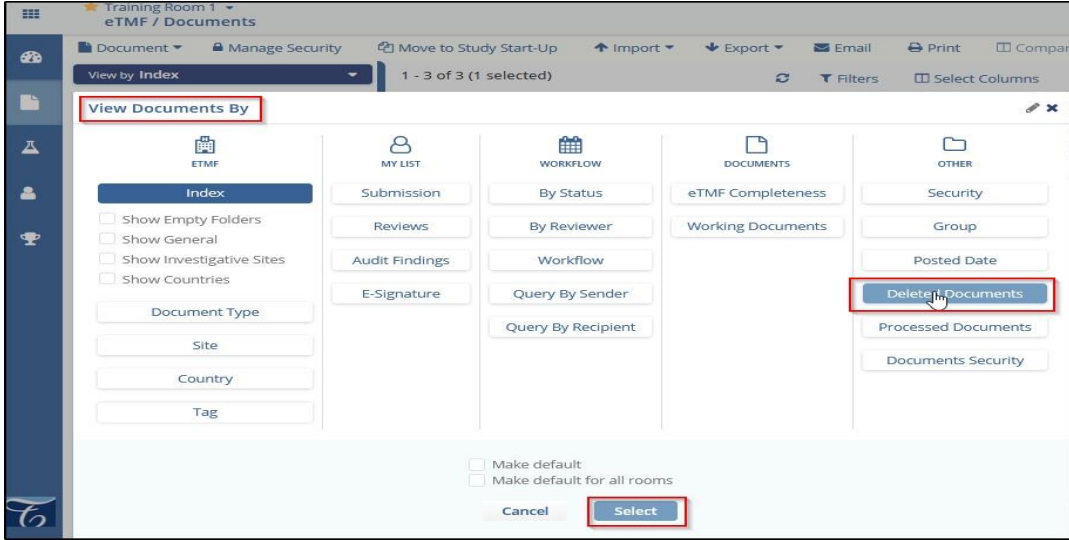 Training Room 1
eTMF / Documents
Document Manage Security Move to Study Start-Up Import Export Email Print Compar
View by Index 1 - 3 of 3 (1 selected) Filters Select Columns
View Documents By
ETMF
Index
Show Empty Folders
Show General
Show Investigative Sites
Show Countries
Document Type
Site
Country
Tag
MY LIST
Submission
Reviews
Audit Findings
E-Signature
WORKFLOW
By Status
By Reviewer
Workflow
Query By Sender
Query By Recipient
DOCUMENTS
eTMF Completeness
Working Documents
OTHER
Security
Group
Posted Date
Deleted Documents
Processed Documents
Documents Security
Make default
Make default for all rooms
Cancel Select